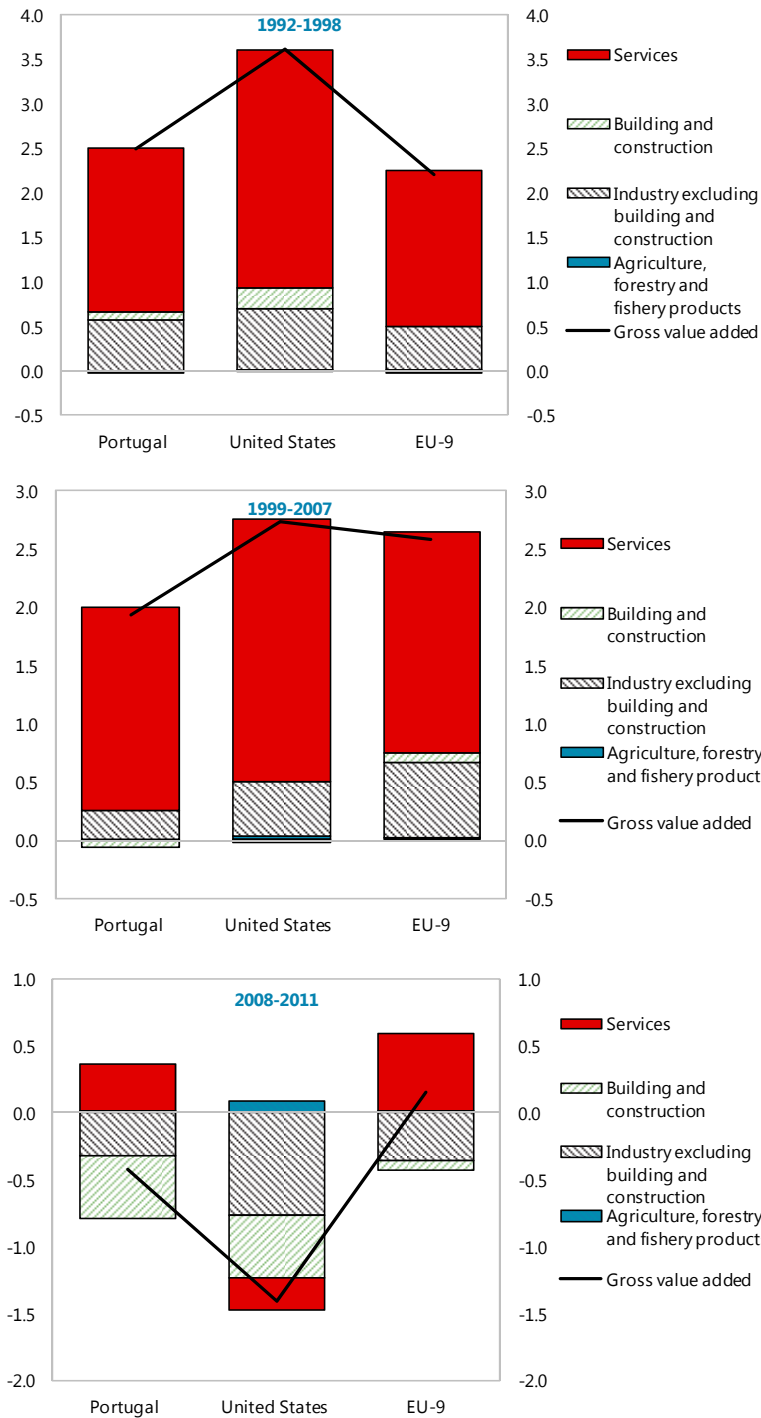 1992-1998
4.0
3.5
3.0
2.5
2.0
1.5
1.0
0.5
0.0
-0.5
4.0
3.5
3.0
2.5
2.0
1.5
1.0
0.5
0.0
-0.5
Portugal
United States
EU-9
Services
Building and
construction
Industry excluding
building and
construction
Agriculture,
forestry and
fishery products
Gross value added
1999-2007
3.0
2.5
2.0
1.5
1.0
0.5
0.0
-0.5
3.0
2.5
2.0
1.5
1.0
0.5
0.0
-0.5
Portugal
United States
EU-9
Services
Building and
construction
Industry excluding
building and
construction
Agriculture, forestry
and fishery product
Gross value added
2008-2011
1.0
0.5
0.0
-0.5
-1.0
-1.5
-2.0
1.0
0.5
0.0
-0.5
-1.0
-1.5
-2.0
Portugal
United States
EU-9
Services
Building and
construction
Industry excluding
building and
construction
Agriculture, forestry
and fishery product
Gross value added